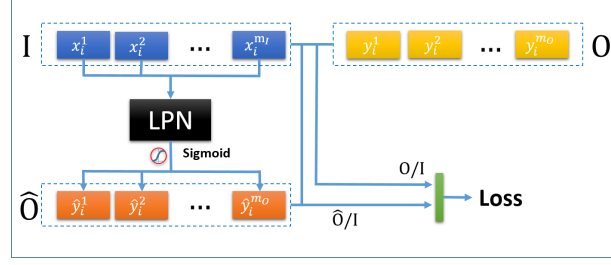 I x_i^1 x_i^2 ... x_i^{m_I} y_i^1 y_i^2 ... y_i^{m_O} O
LPN
Sigmoid
O/I
Ô ŷ_i^1 ŷ_i^2 ... ŷ_i^{m_O} Loss
Ô/I